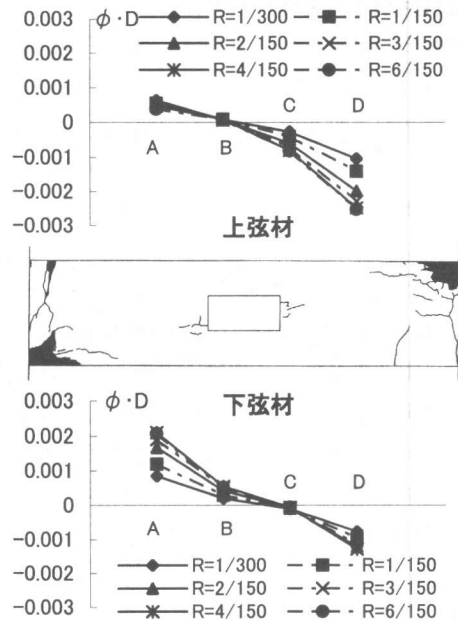 0.003 φ・D R=1/300 R=1/150
0.002 R=2/150 R=3/150
0.001 R=4/150 R=6/150
C D
0
A B
-0.001
-0.002
-0.003
上弦材
0.003 φ・D 下弦材
0.002
0.001 C D
0
A B
-0.001
R=1/300 R=1/150
-0.002 R=2/150 R=3/150
-0.003 R=4/150 R=6/150